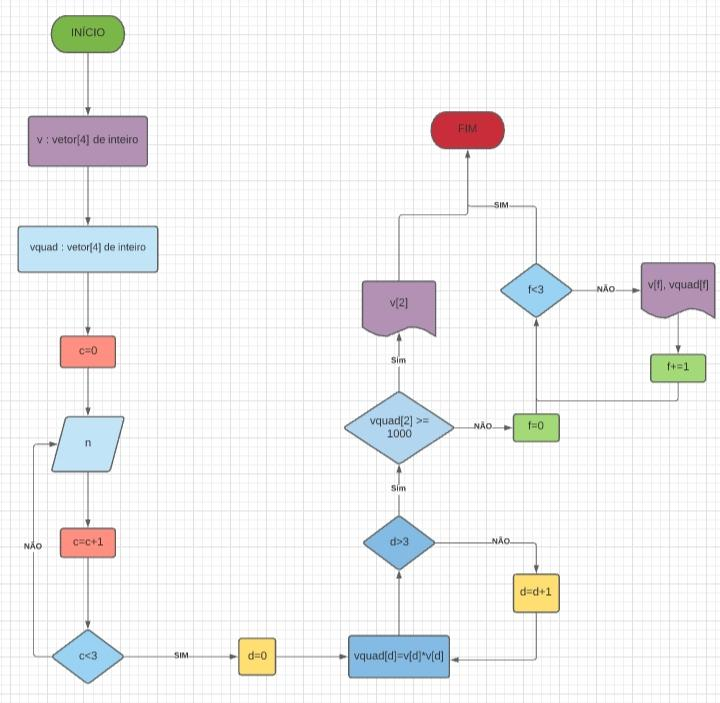 INÍCIO
v : vetor[4] de inteiro
vquad : vetor[4] de inteiro
c=0
n
c=c+1
NÃO
c<3
SIM
d=0
vquad[d]=v[d]*v[d]
d>3
NÃO
d=d+1
Sim
vquad[2] >=
1000
NÃO
f=0
Sim
v[2]
f<3
NÃO
v[f], vquad[f]
f+=1
SIM
FIM